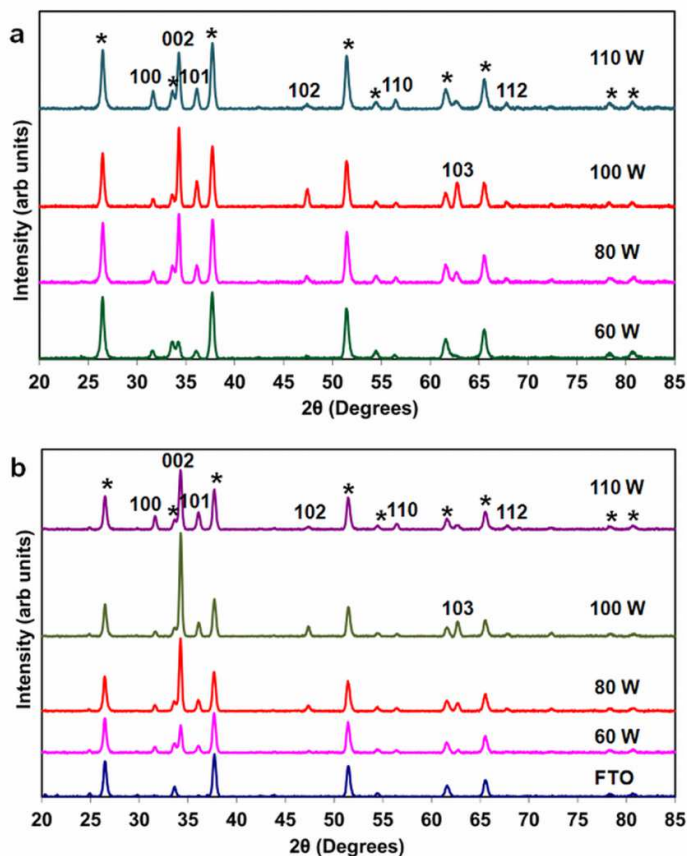 a
* 002 * * 110 W
100 * 101 102 * 110 * * 112 * *
103 100 W
80 W
60 W
Intensity (arb units)
20 25 30 35 40 45 50 55 60 65 70 75 80 85
2θ (Degrees)
b
002
* 100 * 101 * 102 * * 110 * * 112 110 W * *
103 100 W
80 W
60 W
FTO
Intensity (arb units)
20 25 30 35 40 45 50 55 60 65 70 75 80 85
2θ (Degrees)